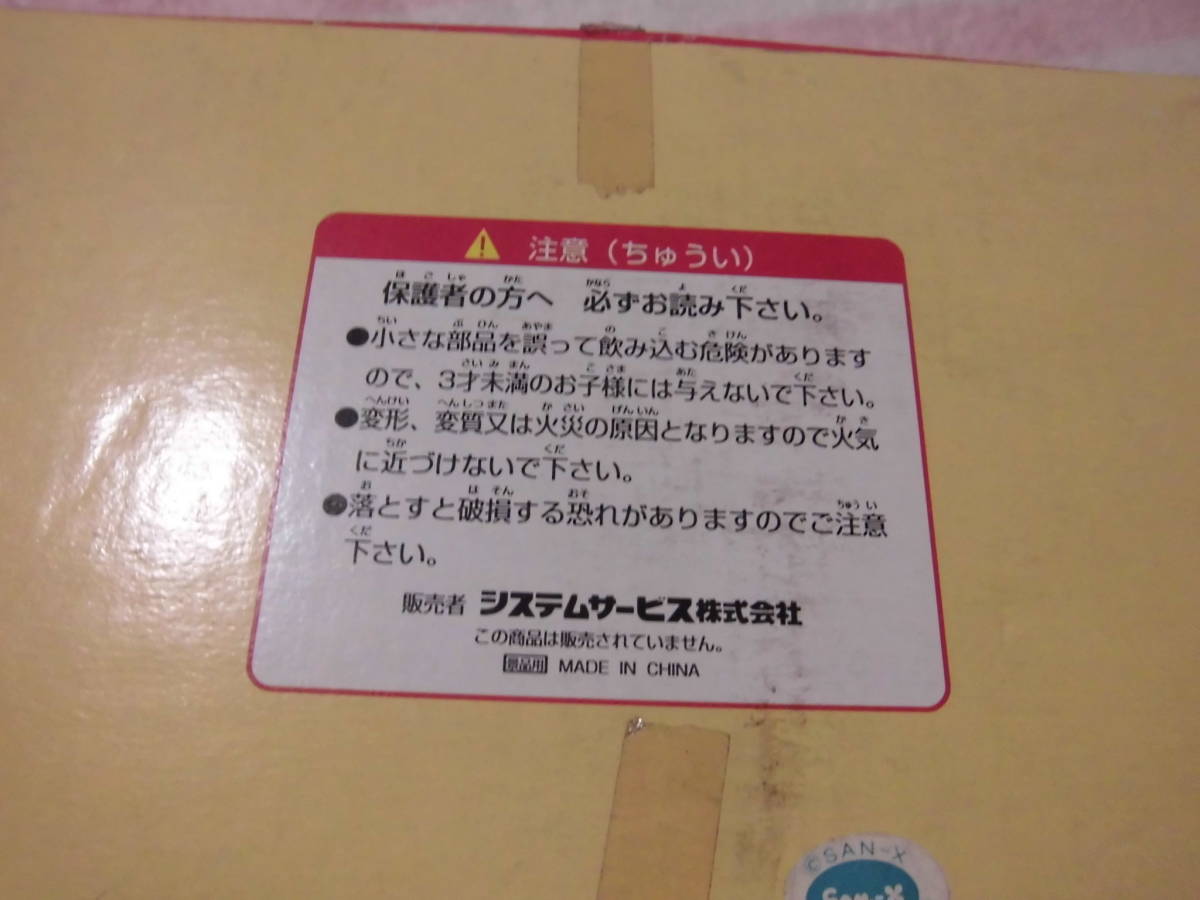 注意（ちゅうい）
保護者の方へ 必ずお読み下さい。
●小さな部品を誤って飲み込む危険があります
ので、3才未満のお子様には与えないで下さい。
●変形、変質又は火災の原因となりますので火気
に近づけないで下さい。
●落とすと破損する恐れがありますのでご注意
下さい。
販売者 システムサービス株式会社
この商品は販売されていません。
景品用 MADE IN CHINA
©SAN-X
San-X